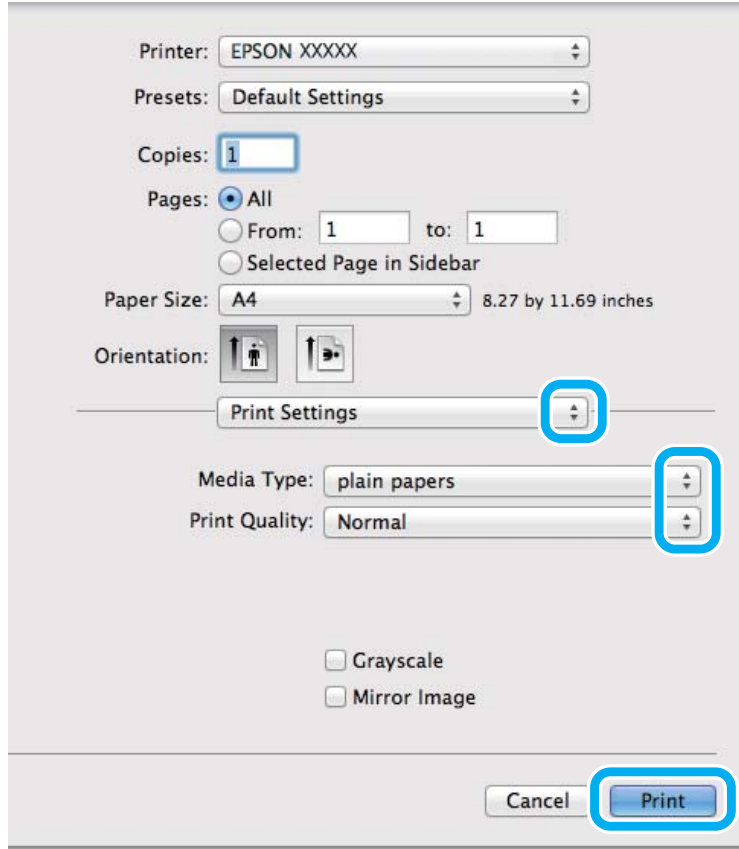 Printer: EPSON XXXXX
Presets: Default Settings
Copies: 1
Pages: All
From: 1 to: 1
Selected Page in Sidebar
Paper Size: A4 8.27 by 11.69 inches
Orientation:
Print Settings
Media Type: plain papers
Print Quality: Normal
Grayscale
Mirror Image
Cancel Print